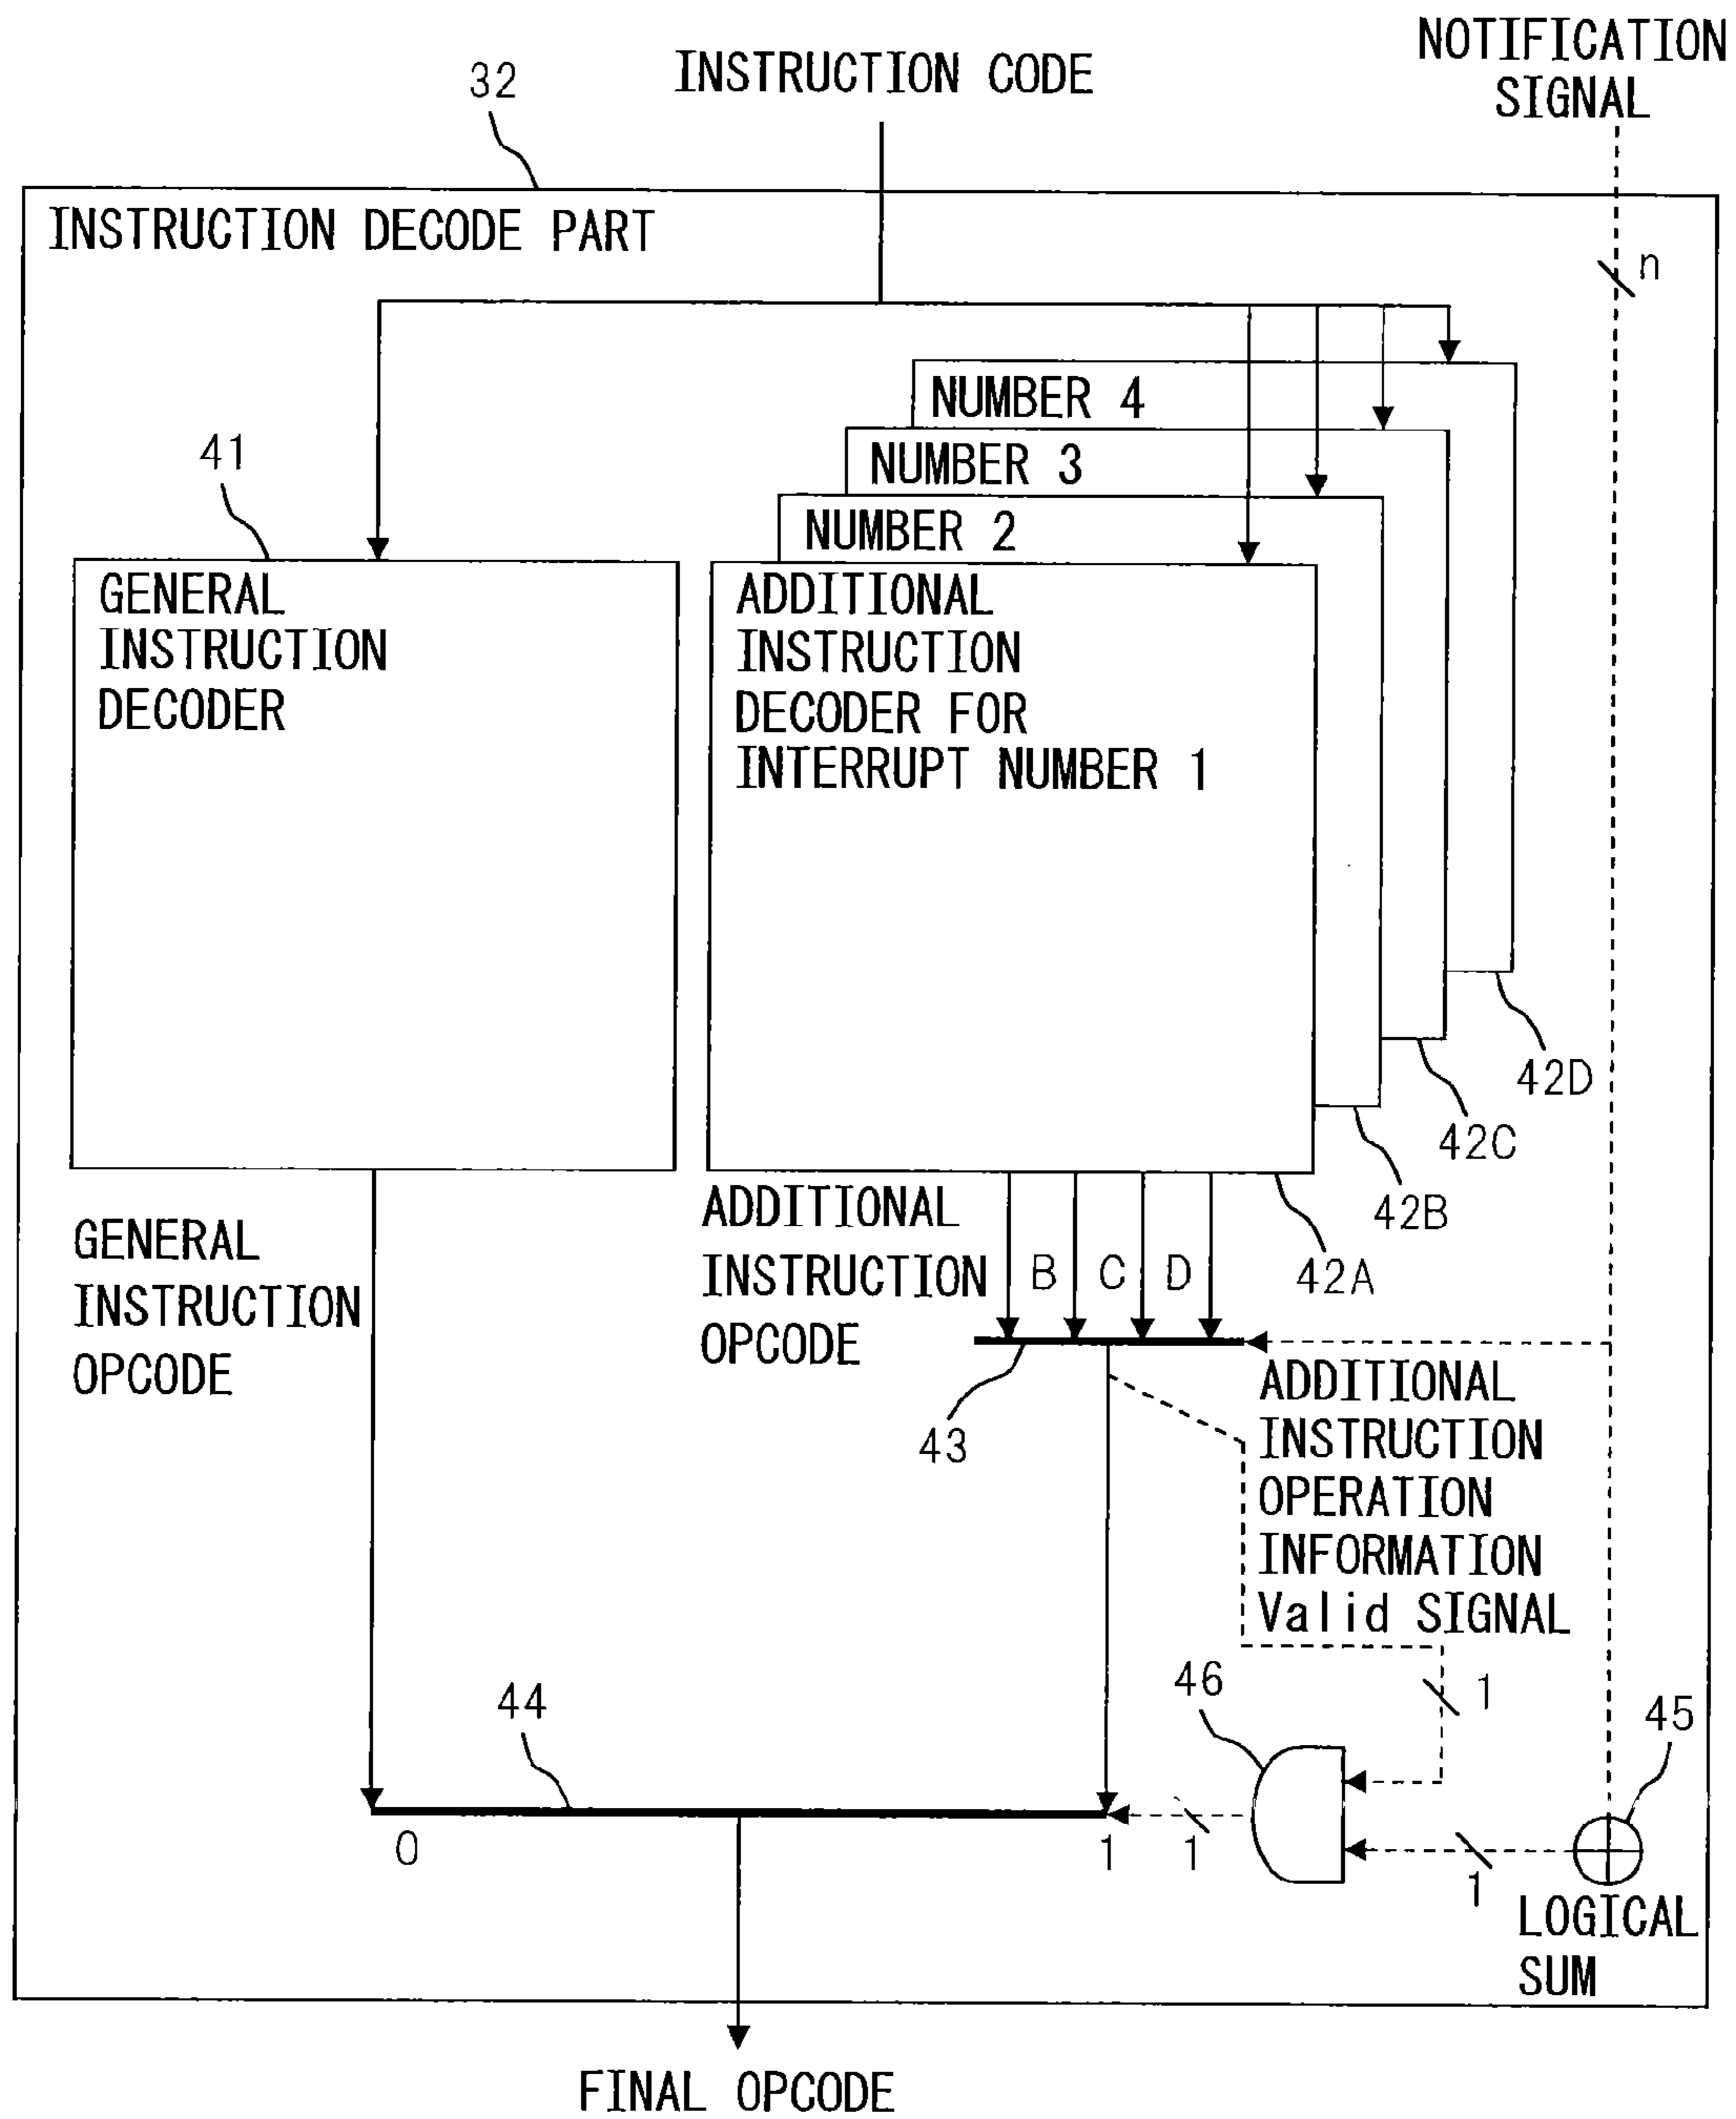 NOTIFICATION
SIGNAL
INSTRUCTION CODE
32
INSTRUCTION DECODE PART
n
NUMBER 4
NUMBER 3
NUMBER 2
41
GENERAL
INSTRUCTION
DECODER
ADDITIONAL
INSTRUCTION
DECODER FOR
INTERRUPT NUMBER 1
42D
42C
42B
42A
GENERAL
INSTRUCTION
OPCODE
ADDITIONAL
INSTRUCTION
OPCODE
B C D
43
ADDITIONAL
INSTRUCTION
OPERATION
INFORMATION
Valid SIGNAL
1
46
45
44
0
1
1
1
LOGICAL
SUM
FINAL OPCODE